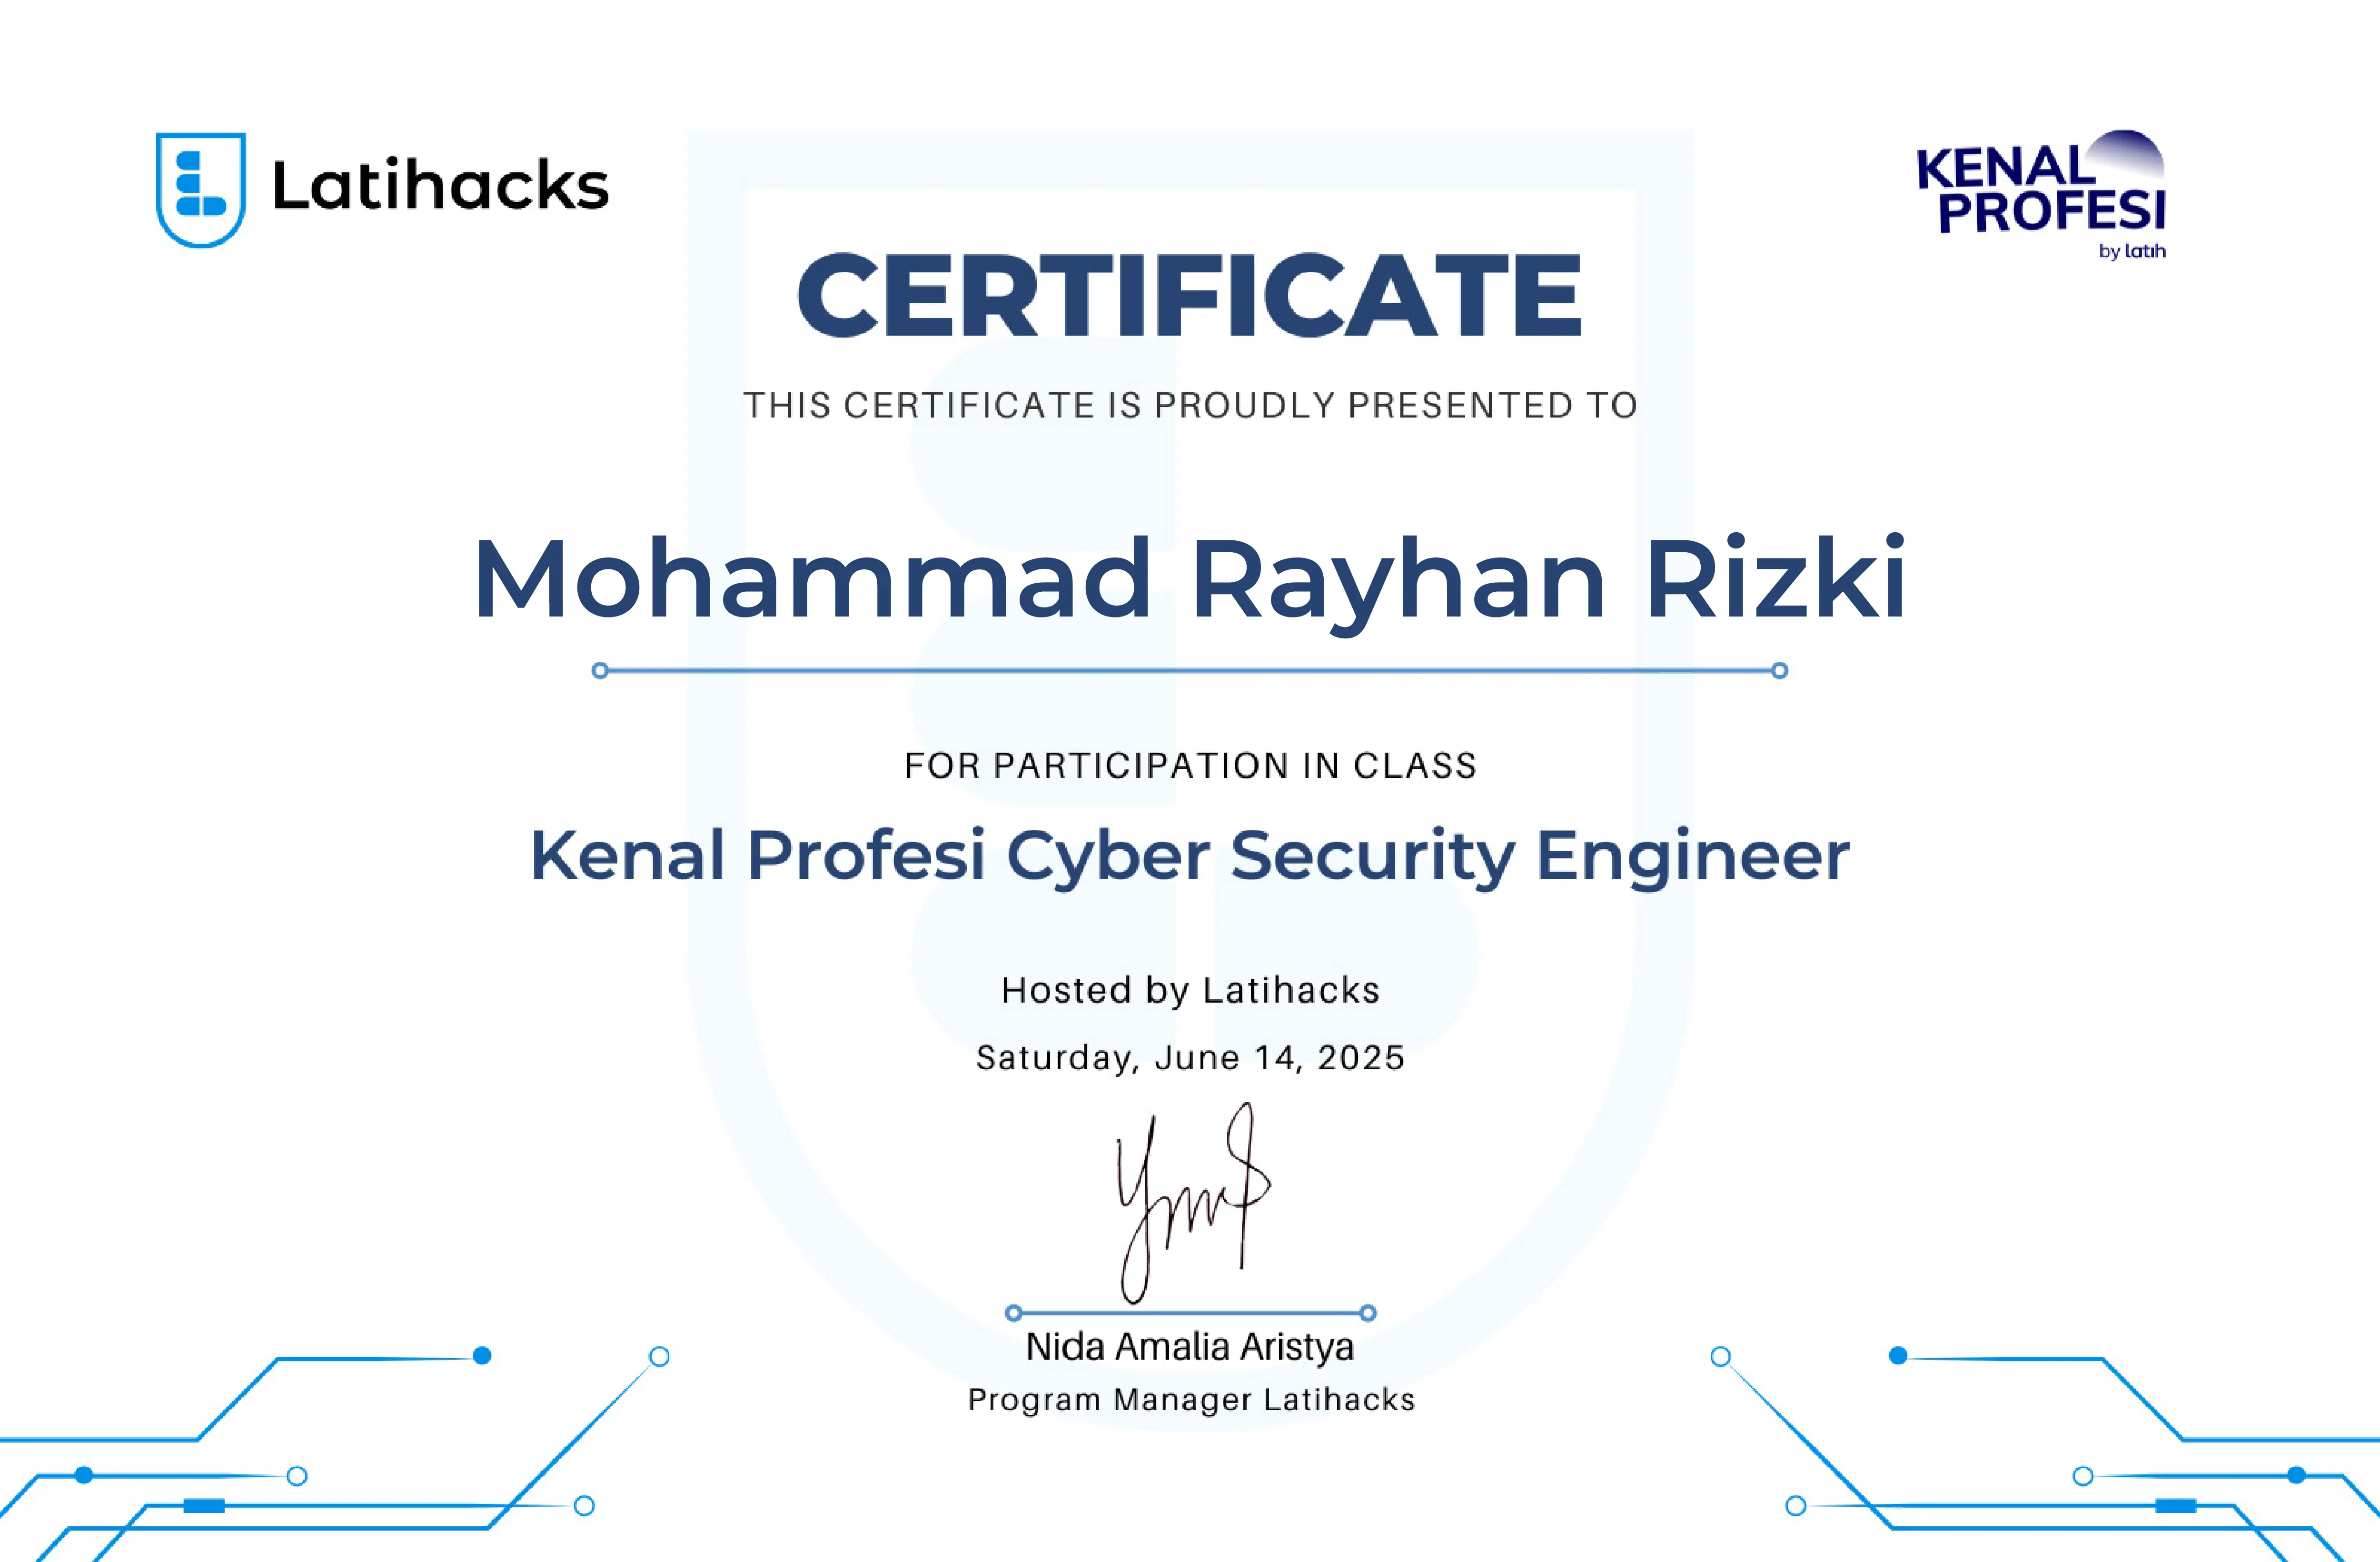 Latihacks
KENAL
PROFESI
by latih
CERTIFICATE
THIS CERTIFICATE IS PROUDLY PRESENTED TO
Mohammad Rayhan Rizki
FOR PARTICIPATION IN CLASS
Kenal Profesi Cyber Security Engineer
Hosted by Latihacks
Saturday, June 14, 2025
Nida Amalia Aristya
Program Manager Latihacks